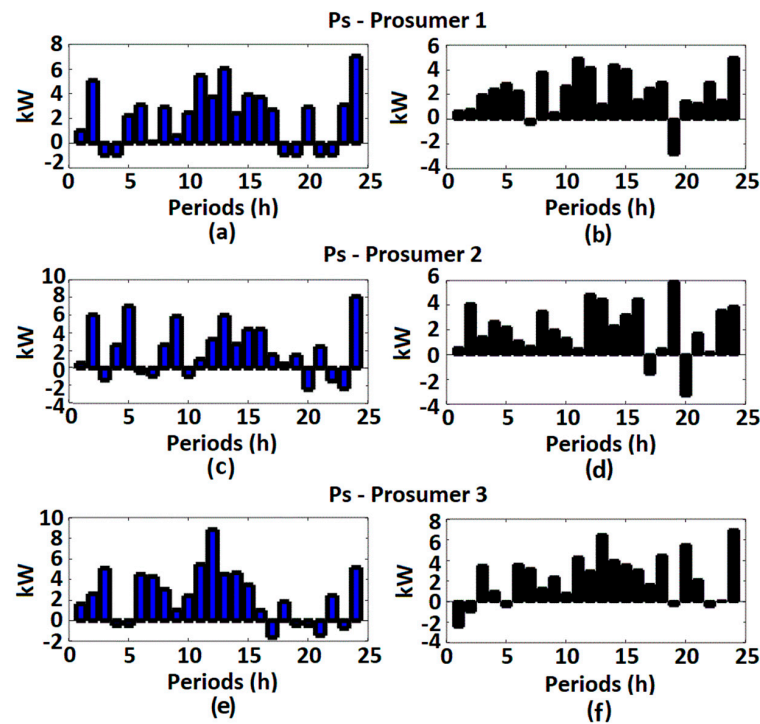 Ps - Prosumer 1
8
6
4
2
0
-2
kW
0 5 10 15 20 25
Periods (h)
(a)
6
4
2
0
-2
-4
kW
0 5 10 15 20 25
Periods (h)
(b)
Ps - Prosumer 2
10
8
6
4
2
0
-2
-4
kW
0 5 10 15 20 25
Periods (h)
(c)
6
4
2
0
-2
-4
kW
0 5 10 15 20 25
Periods (h)
(d)
Ps - Prosumer 3
10
8
6
4
2
0
-2
kW
0 5 10 15 20 25
Periods (h)
(e)
8
6
4
2
0
-2
-4
kW
0 5 10 15 20 25
Periods (h)
(f)